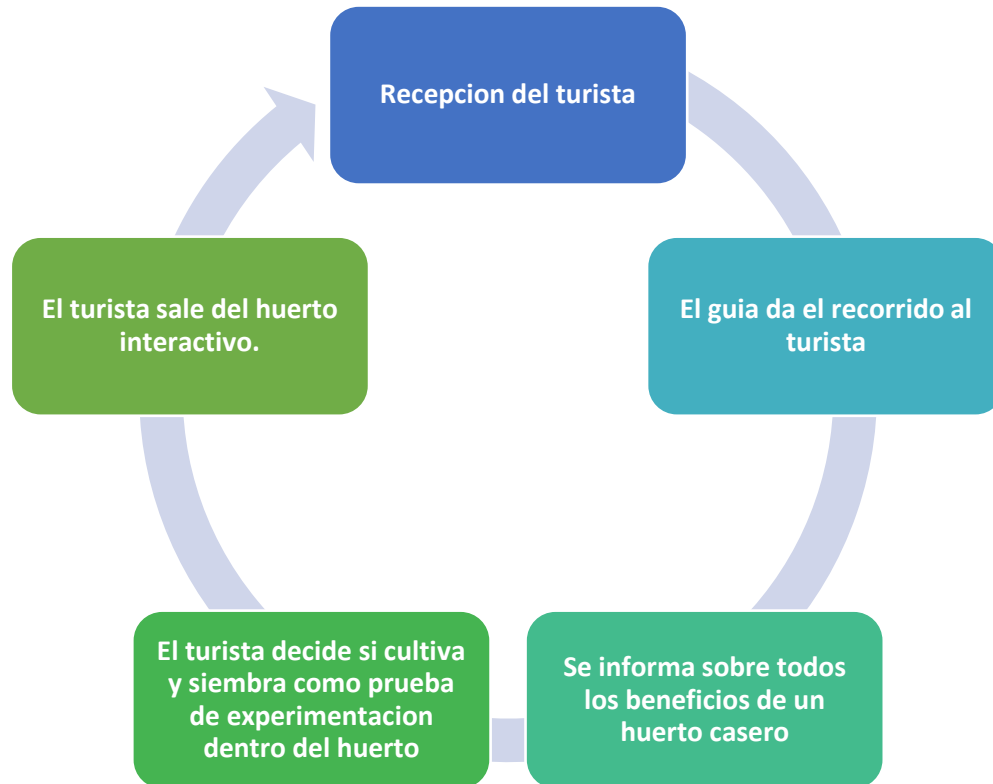 Recepcion del turista
El guia da el recorrido al
turista
Se informa sobre todos
los beneficios de un
huerto casero
El turista decide si cultiva
y siembra como prueba
de experimentacion
dentro del huerto
El turista sale del huerto
interactivo.